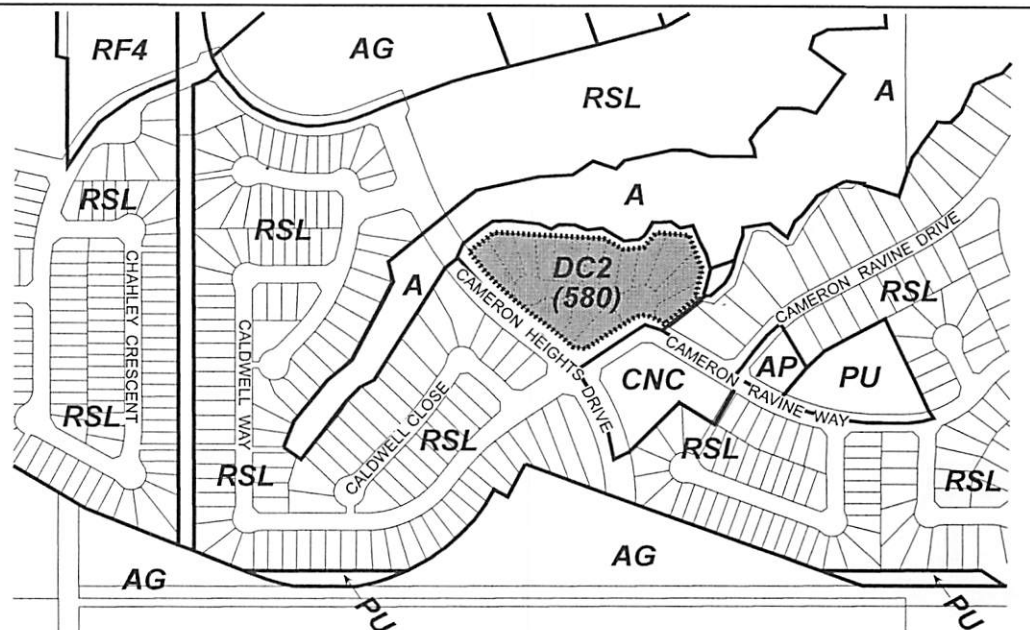 RF4
AG
RSL
A
A
RSL
RSL
DC2
(580)
A
CAMERON RAVINE DRIVE
RSL
CHAHLEY CRESCENT
CALDWELL WAY
CAMERON HEIGHTS DRIVE
CAMERON RAVINE WAY
CNC
AP
PU
RSL
CALDWELL CLOSE
RSL
RSL
RSL
RSL
AG
AG
PU
PU